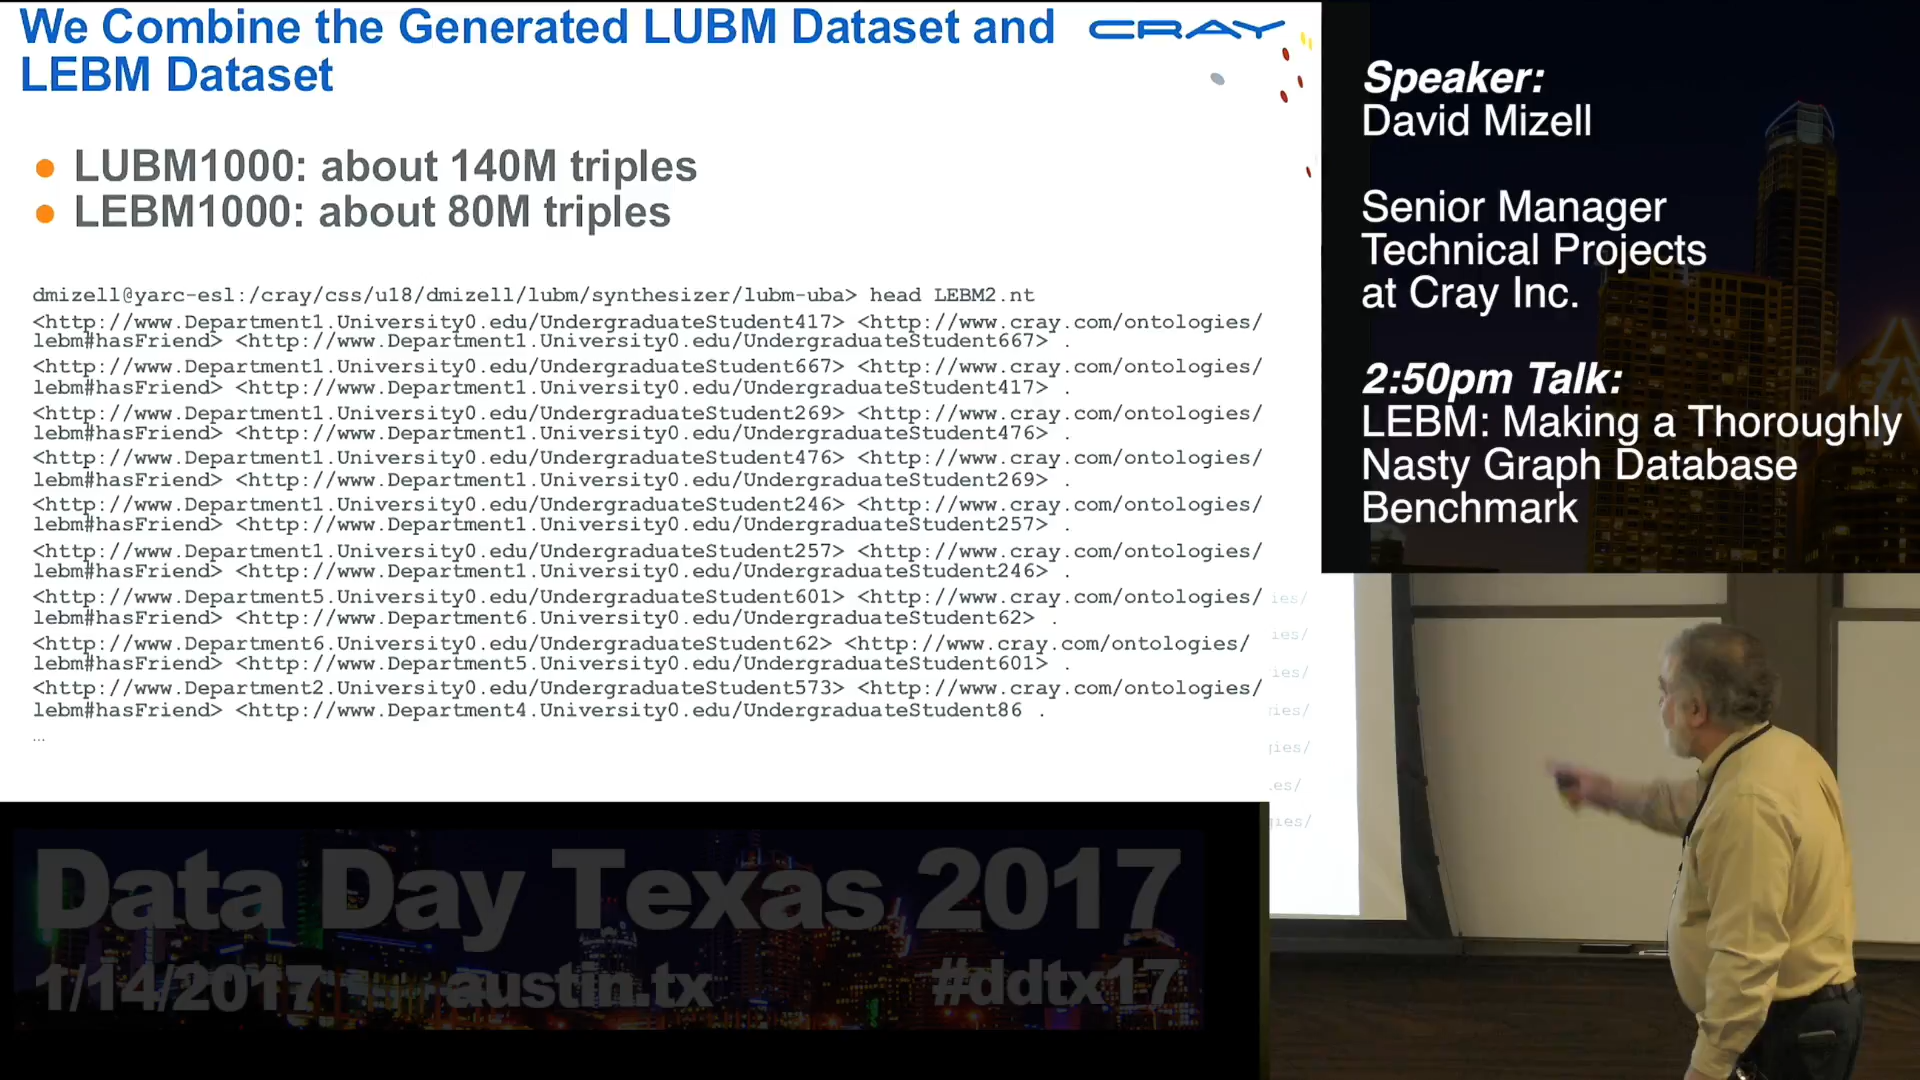 We Combine the Generated LUBM Dataset and
LEBM Dataset
CRAY
• LUBM1000: about 140M triples
• LEBM1000: about 80M triples
dmizell@yarc-esl:/cray/css/u18/dmizell/lubm/synthesizer/lubm-uba> head LEBM2.nt
<http://www.Department1.University0.edu/UndergraduateStudent417> <http://www.cray.com/ontologies/
lebm#hasFriend> <http://www.Department1.University0.edu/UndergraduateStudent667> .
<http://www.Department1.University0.edu/UndergraduateStudent667> <http://www.cray.com/ontologies/
lebm#hasFriend> <http://www.Department1.University0.edu/UndergraduateStudent417> .
<http://www.Department1.University0.edu/UndergraduateStudent269> <http://www.cray.com/ontologies/
lebm#hasFriend> <http://www.Department1.University0.edu/UndergraduateStudent476> .
<http://www.Department1.University0.edu/UndergraduateStudent476> <http://www.cray.com/ontologies/
lebm#hasFriend> <http://www.Department1.University0.edu/UndergraduateStudent269> .
<http://www.Department1.University0.edu/UndergraduateStudent246> <http://www.cray.com/ontologies/
lebm#hasFriend> <http://www.Department1.University0.edu/UndergraduateStudent257> .
<http://www.Department1.University0.edu/UndergraduateStudent257> <http://www.cray.com/ontologies/
lebm#hasFriend> <http://www.Department1.University0.edu/UndergraduateStudent246> .
<http://www.Department5.University0.edu/UndergraduateStudent601> <http://www.cray.com/ontologies/
lebm#hasFriend> <http://www.Department6.University0.edu/UndergraduateStudent62> .
<http://www.Department6.University0.edu/UndergraduateStudent62> <http://www.cray.com/ontologies/
lebm#hasFriend> <http://www.Department5.University0.edu/UndergraduateStudent601> .
<http://www.Department2.University0.edu/UndergraduateStudent573> <http://www.cray.com/ontologies/
lebm#hasFriend> <http://www.Department4.University0.edu/UndergraduateStudent86 .
...
Speaker:
David Mizell
Senior Manager
Technical Projects
at Cray Inc.
2:50pm Talk:
LEBM: Making a Thoroughly
Nasty Graph Database
Benchmark
ies/
ies/
ies/
ries/
gies/
.es/
gies/
Data Day Texas 2017
1/14/2017 austin.tx #ddtx17